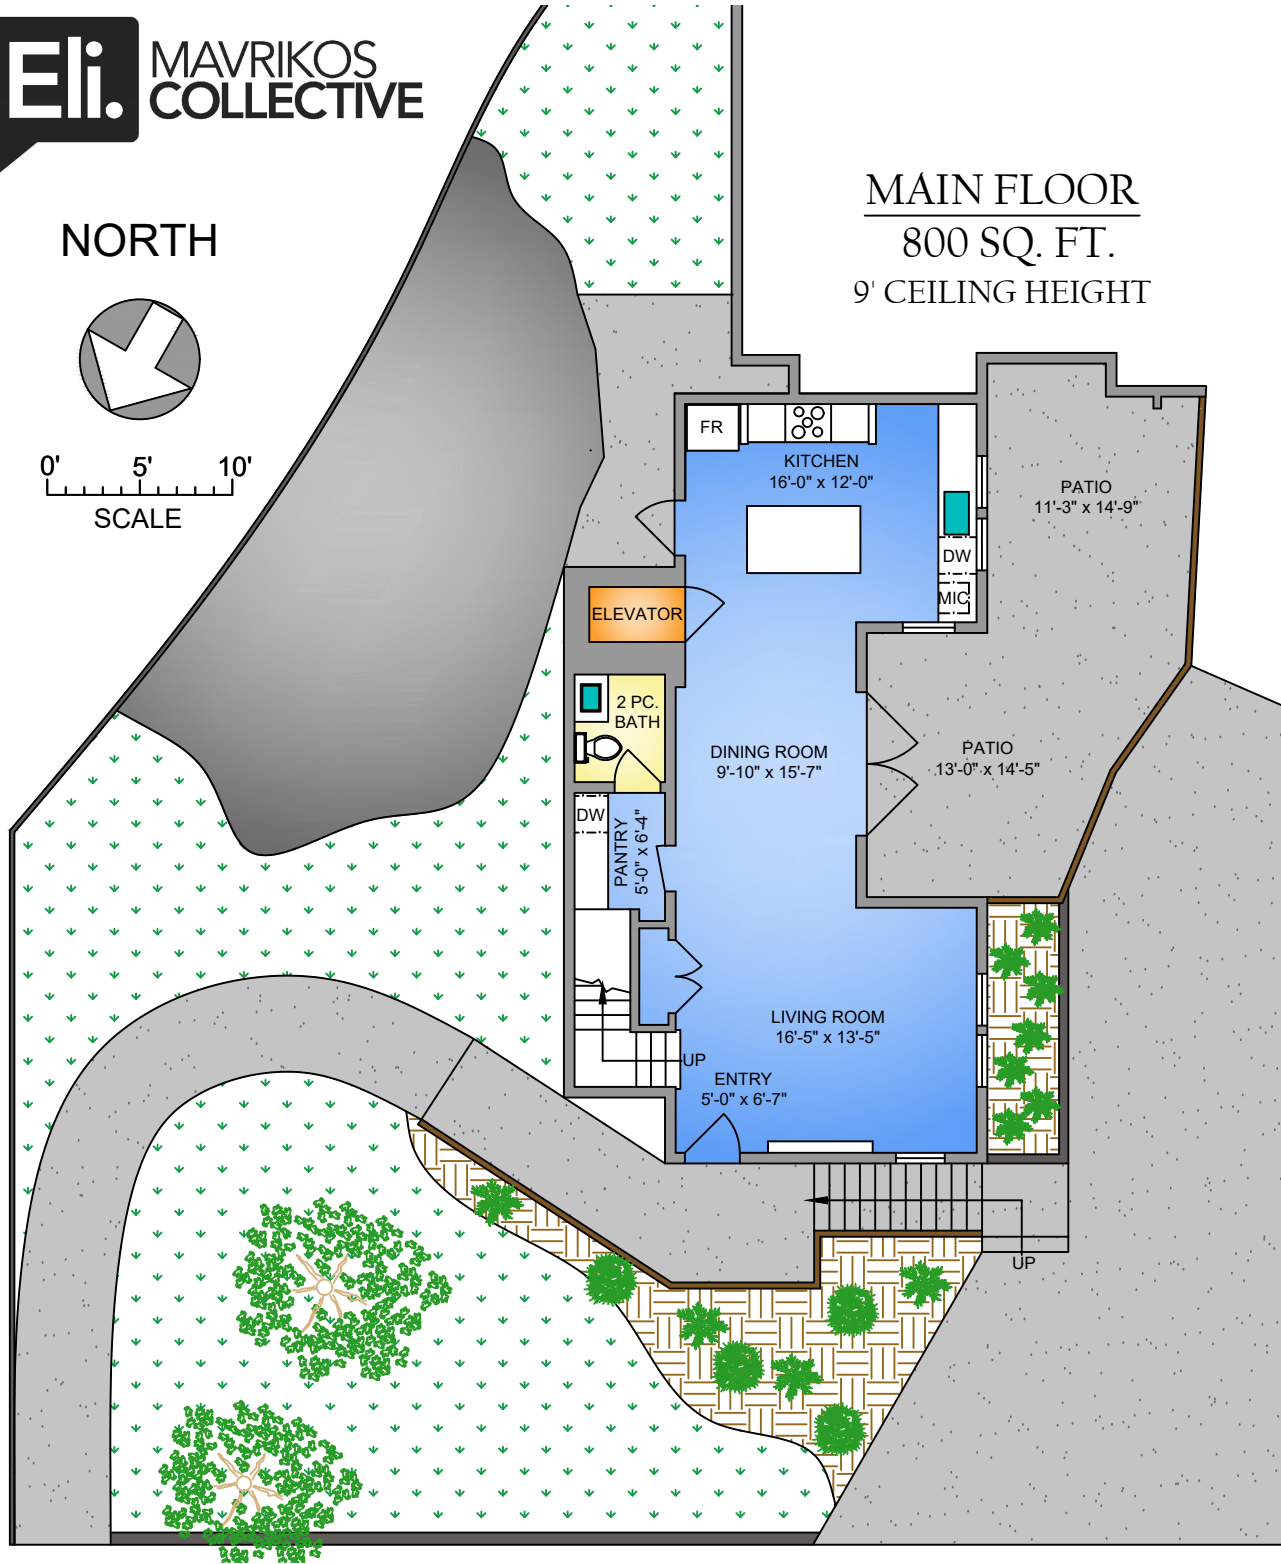 Eli.
MAVRIKOS
COLLECTIVE
NORTH
0' 5' 10'
SCALE
MAIN FLOOR
800 SQ. FT.
9' CEILING HEIGHT
FR
KITCHEN
16'-0" x 12'-0"
PATIO
11'-3" x 14'-9"
DW
MIC
ELEVATOR
2 PC.
BATH
DINING ROOM
9'-10" x 15'-7"
PATIO
13'-0" x 14'-5"
DW
PANTRY
5'-0" x 6'-4"
LIVING ROOM
16'-5" x 13'-5"
UP
ENTRY
5'-0" x 6'-7"
UP